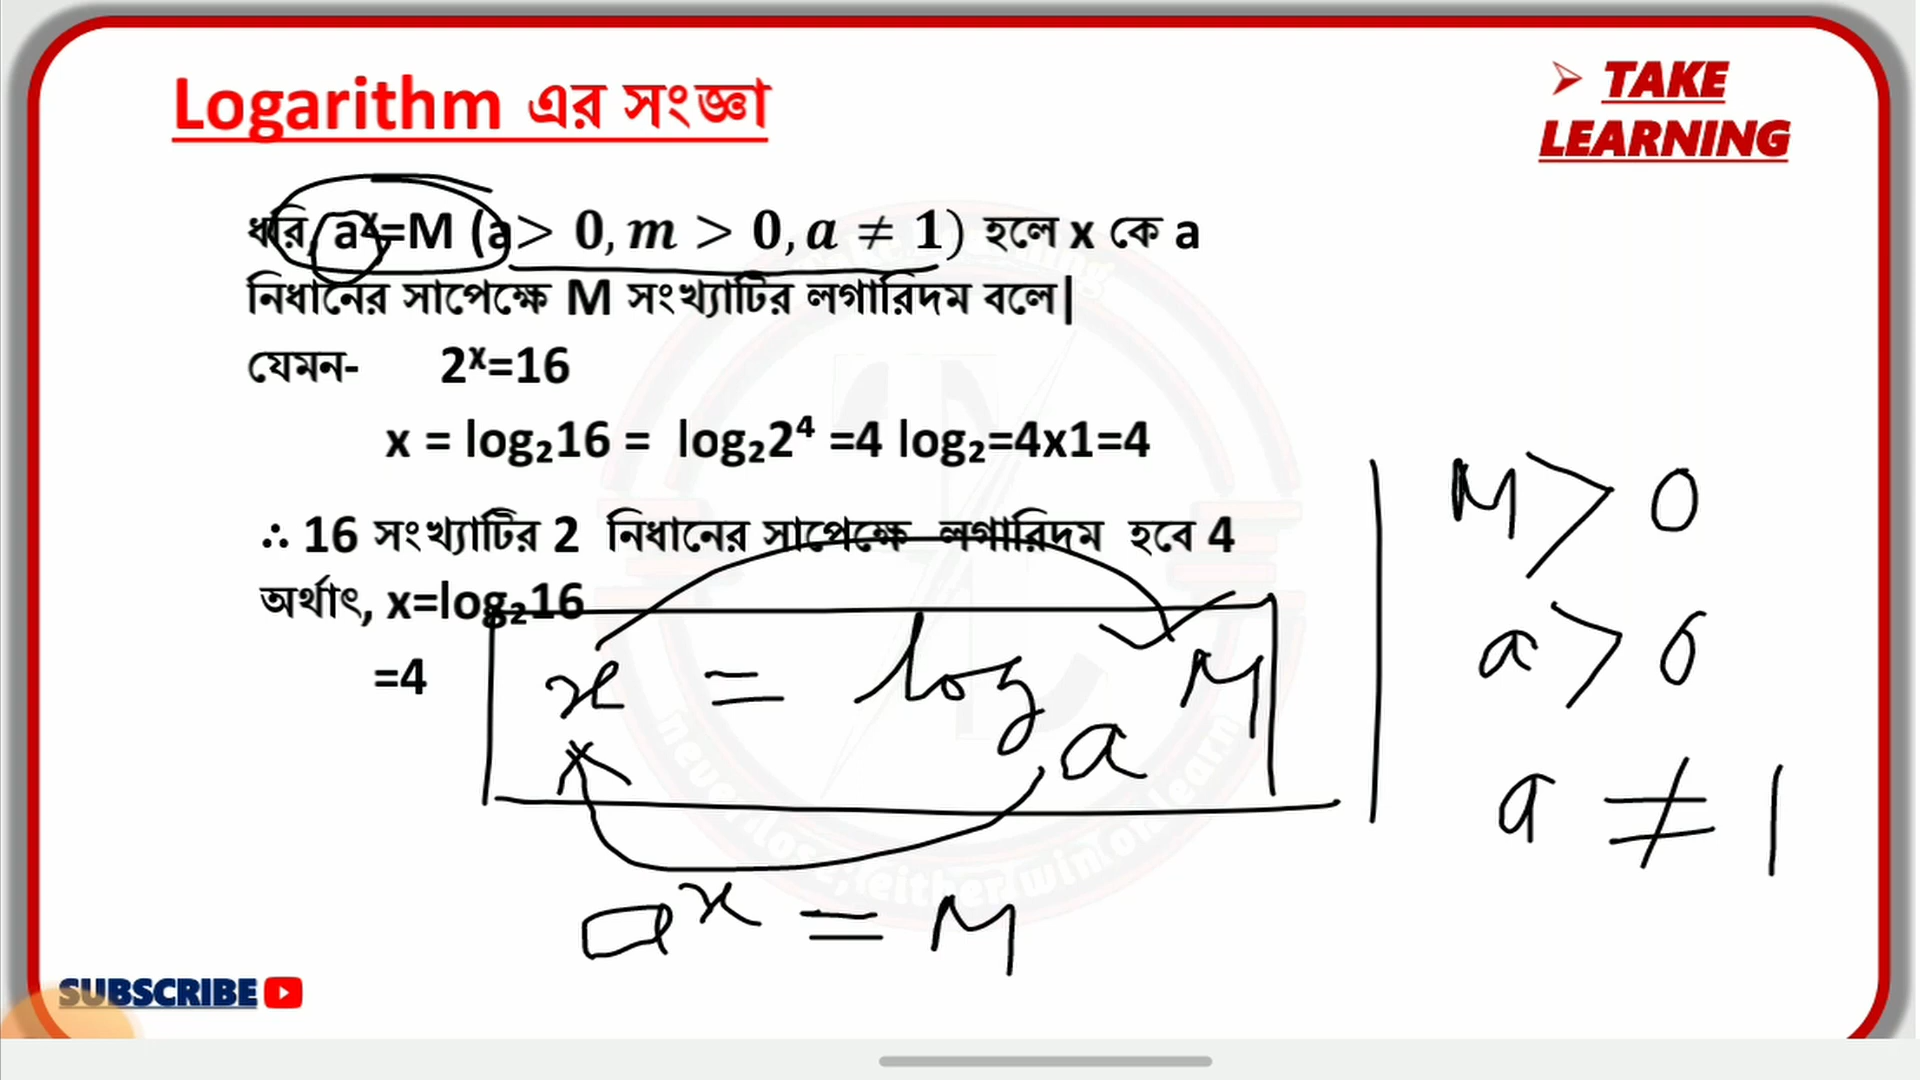 Logarithm এর সংজ্ঞা
➢ TAKE
LEARNING
ধরি, aˣ=M (a> 0, m > 0, a ≠ 1) হলে x কে a
নিধানের সাপেক্ষে M সংখ্যাটির লগারিদম বলে|
যেমন- 2ˣ=16
x = log₂16 = log₂2⁴ =4 log₂=4x1=4
∴ 16 সংখ্যাটির 2 নিধানের সাপেক্ষে লগারিদম হবে 4
অর্থাৎ, x=log₂16
=4
x = logₐ M
aˣ = M
M > 0
a > 0
a ≠ 1
SUBSCRIBE